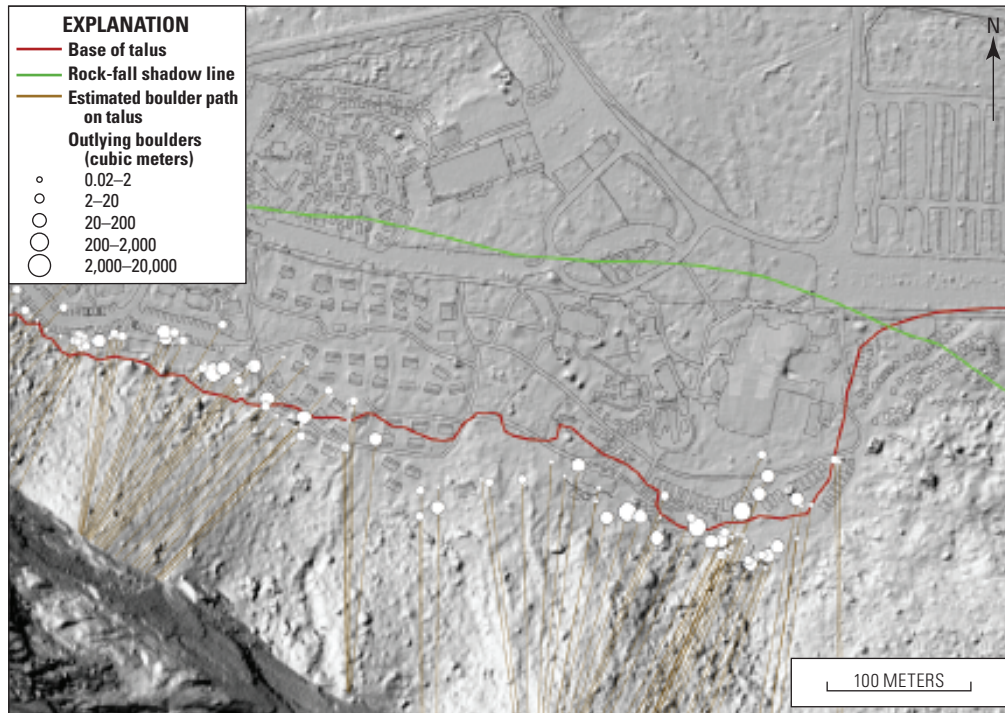 EXPLANATION
Base of talus
Rock-fall shadow line
Estimated boulder path
on talus
Outlying boulders
(cubic meters)
0.02–2
2–20
20–200
200–2,000
2,000–20,000
N
100 METERS